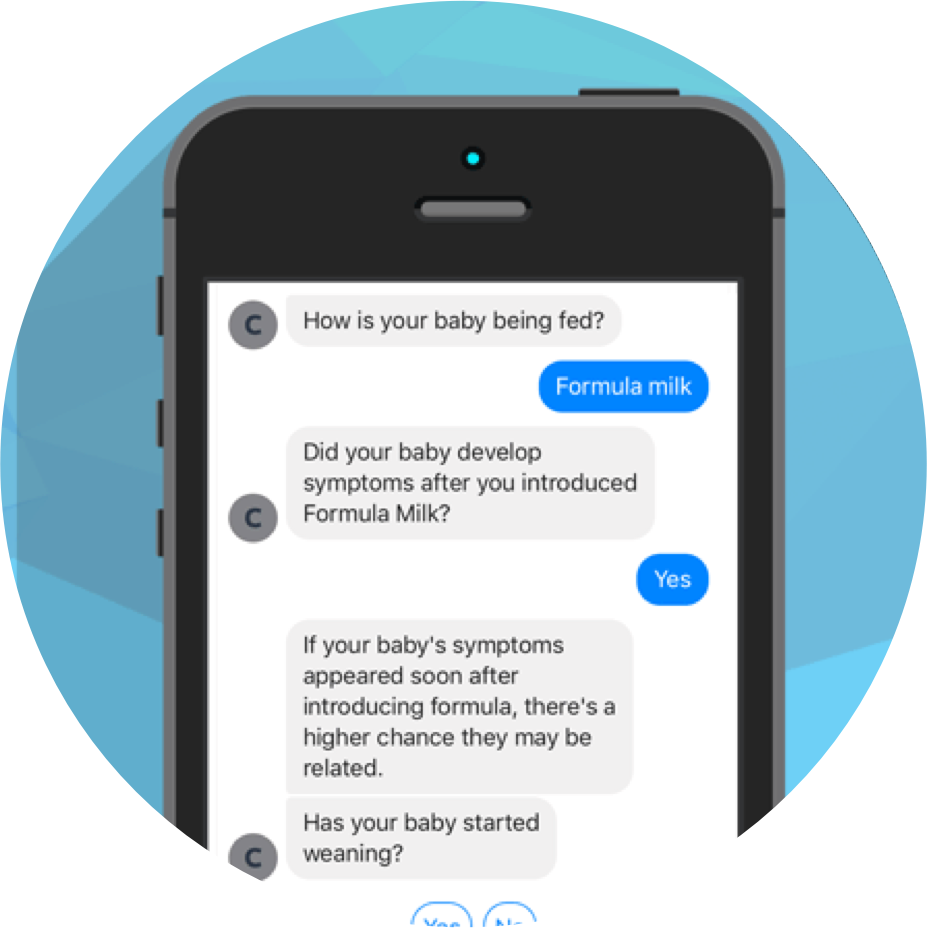 C
How is your baby being fed?
Formula milk
Did your baby develop
symptoms after you introduced
Formula Milk?
C
Yes
If your baby's symptoms
appeared soon after
introducing formula, there's a
higher chance they may be
related.
Has your baby started
weaning?
C
Yes
No